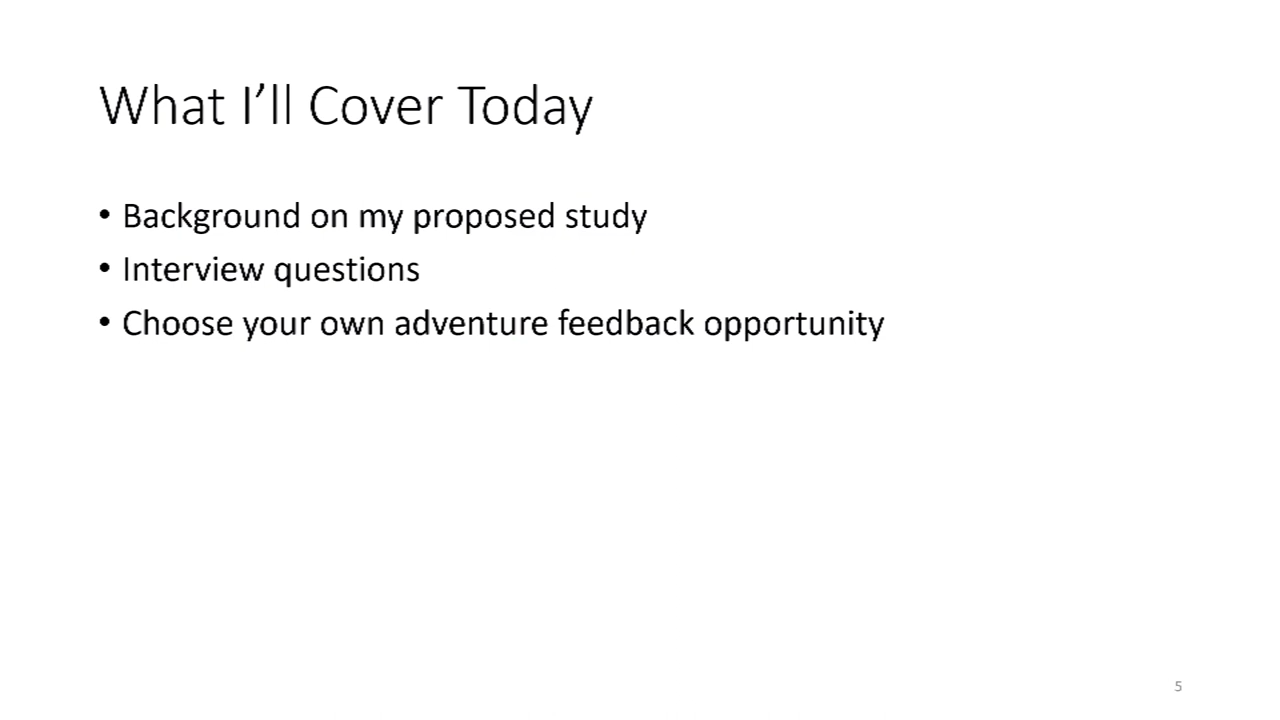 What I’ll Cover Today
• Background on my proposed study
• Interview questions
• Choose your own adventure feedback opportunity
5